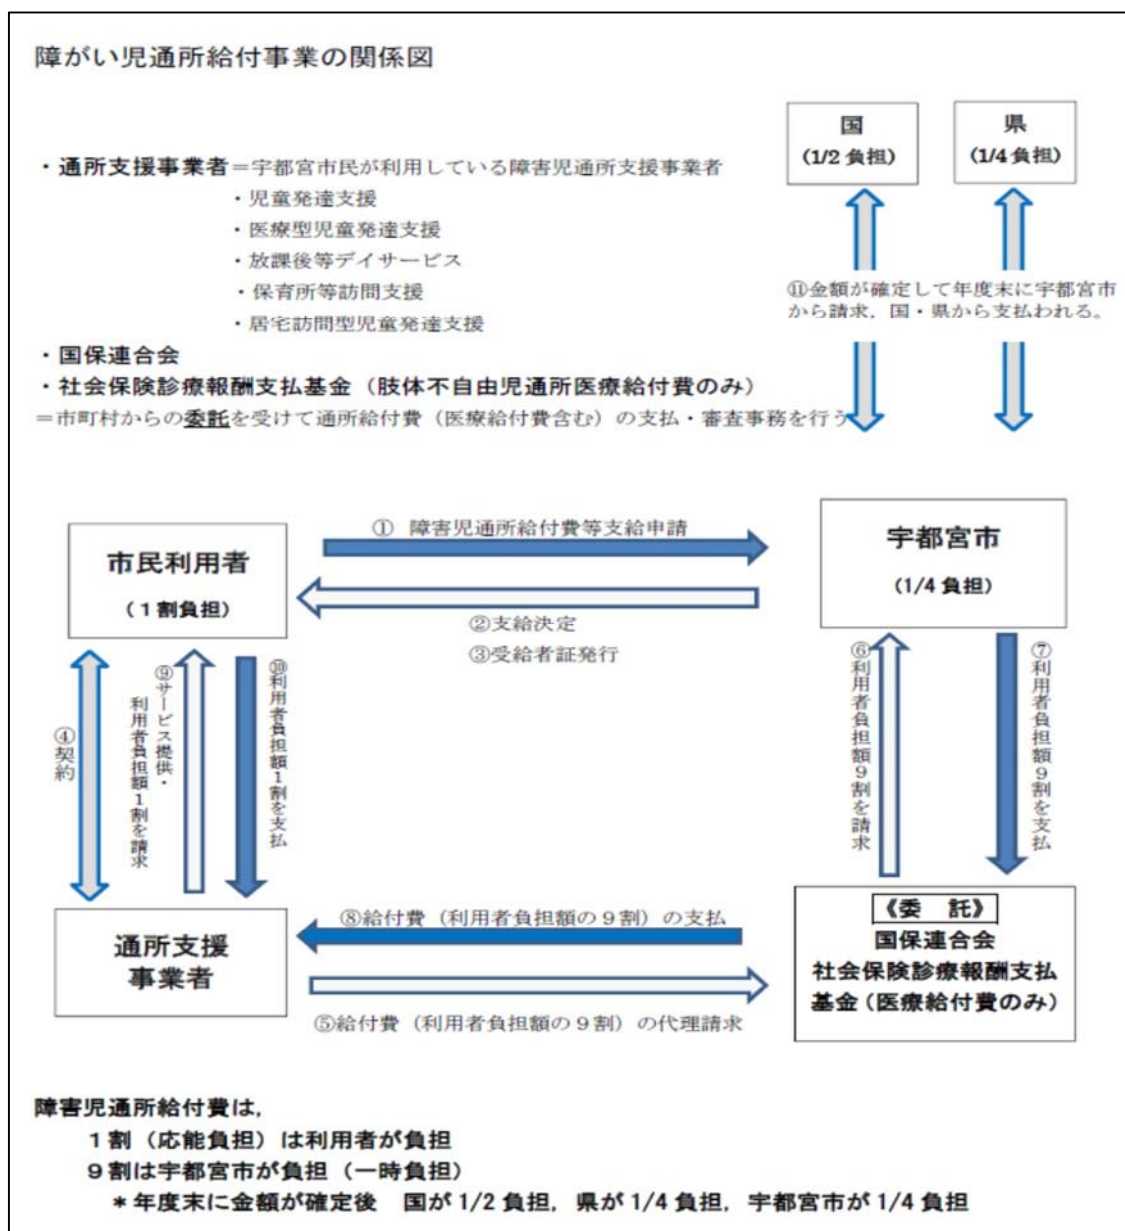 障がい児通所給付事業の関係図
国
(1/2 負担)
県
(1/4 負担)
・通所支援事業者＝宇都宮市民が利用している障害児通所支援事業者
・児童発達支援
・医療型児童発達支援
・放課後等デイサービス
・保育所等訪問支援
・居宅訪問型児童発達支援
⑪金額が確定して年度末に宇都宮市
から請求，国・県から支払われる。
・国保連合会
・社会保険診療報酬支払基金（肢体不自由児通所医療給付費のみ）
＝市町村からの委託を受けて通所給付費（医療給付費含む）の支払・審査事務を行う
市民利用者
（１割負担）
① 障害児通所給付費等支給申請
②支給決定
③受給者証発行
宇都宮市
(1/4 負担)
④契約
⑨サービス提供・
利用者負担額１割を請求
⑩利用者負担額１割を支払
⑥利用者負担額９割を請求
⑦利用者負担額９割を支払
通所支援
事業者
⑧給付費（利用者負担額の９割）の支払
⑤給付費（利用者負担額の９割）の代理請求
《委　託》
国保連合会
社会保険診療報酬支払
基金（医療給付費のみ）
障害児通所給付費は，
１割（応能負担）は利用者が負担
９割は宇都宮市が負担（一時負担）
＊年度末に金額が確定後　国が 1/2 負担，県が 1/4 負担，宇都宮市が 1/4 負担